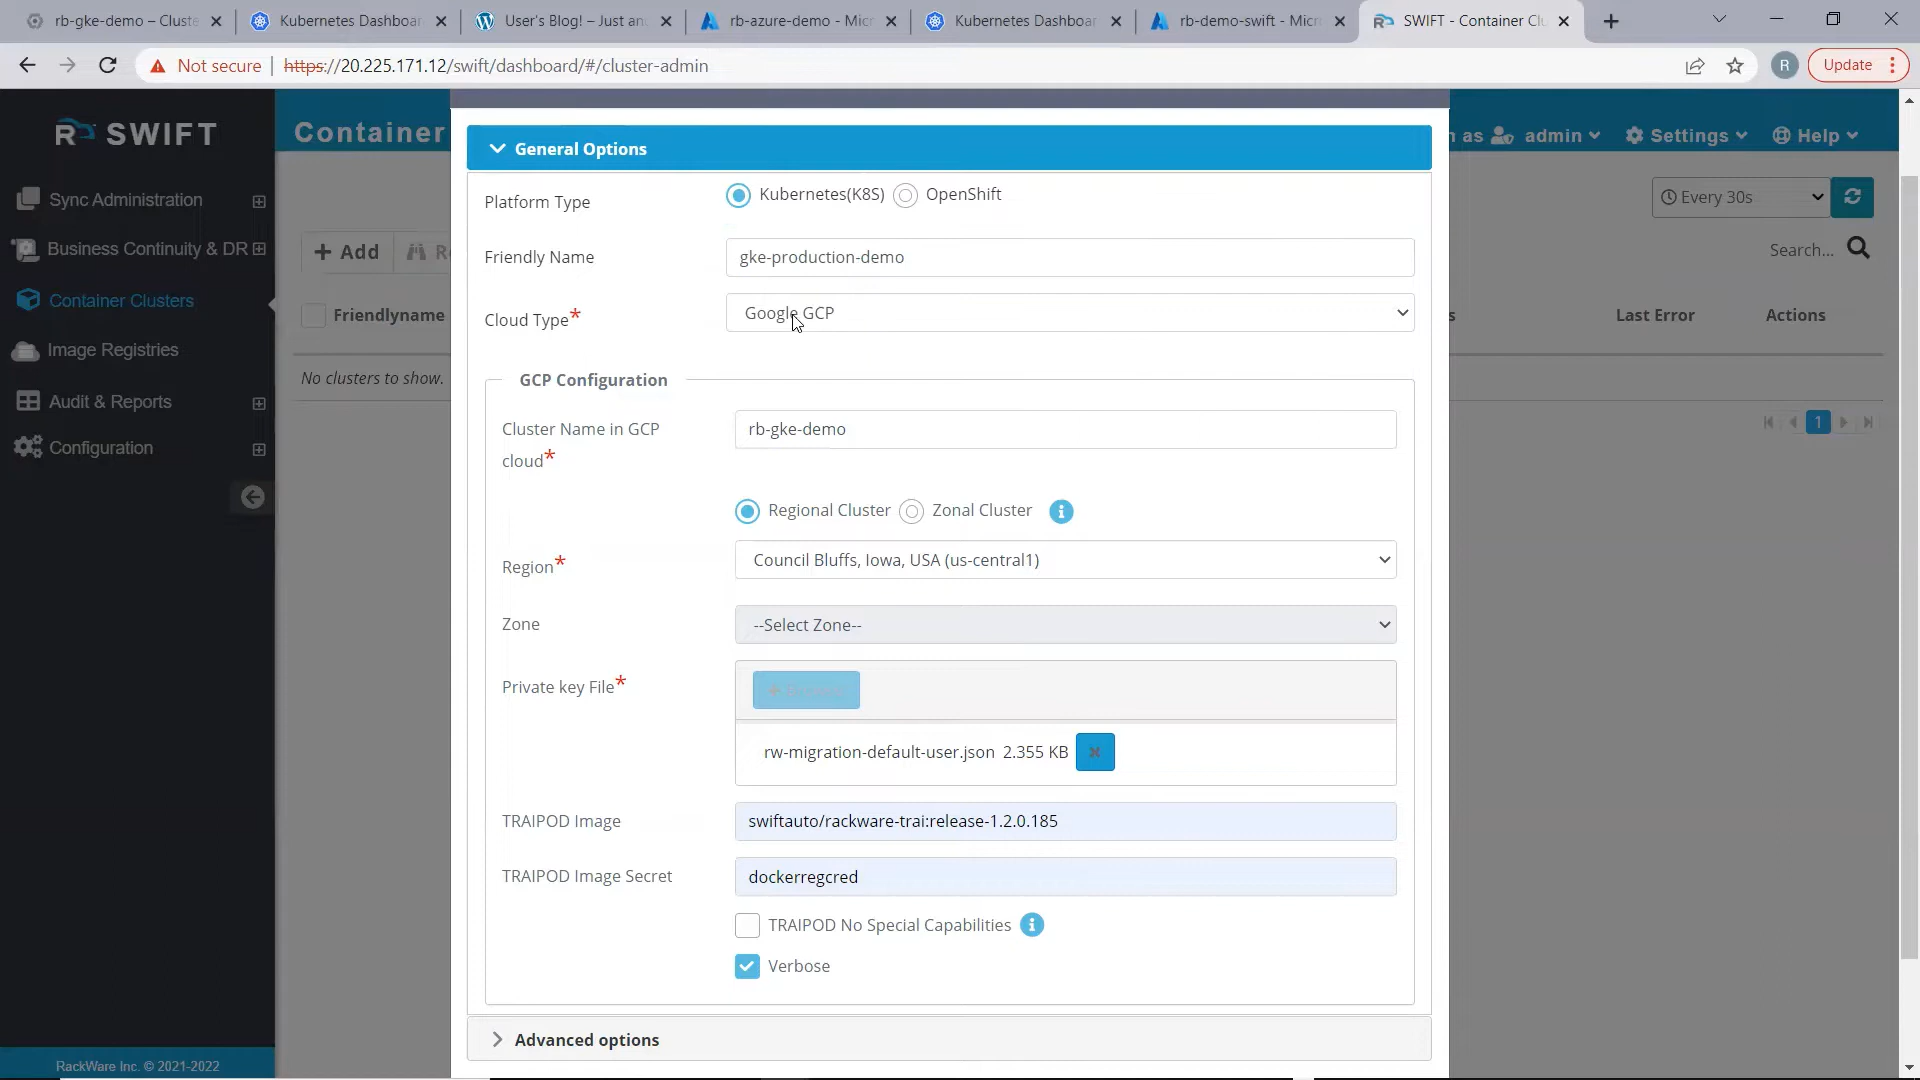 rb-gke-demo – Cluste
Kubernetes Dashboar
User's Blog! – Just an
rb-azure-demo - Micr
Kubernetes Dashboar
rb-demo-swift - Micr
SWIFT - Container Cl
Not secure
https://20.225.171.12/swift/dashboard/#/cluster-admin
R
Update
SWIFT
Container
n as admin
Settings
Help
General Options
Sync Administration
Business Continuity & DR
Container Clusters
Image Registries
Audit & Reports
Configuration
RackWare Inc. © 2021-2022
Add
R
Every 30s
Search...
Friendlyname
s
Last Error
Actions
No clusters to show.
1
Platform Type
Kubernetes(K8S)
OpenShift
Friendly Name
gke-production-demo
Cloud Type*
Google GCP
GCP Configuration
Cluster Name in GCP
cloud*
rb-gke-demo
Regional Cluster
Zonal Cluster
Region*
Council Bluffs, Iowa, USA (us-central1)
Zone
--Select Zone--
Private key File*
rw-migration-default-user.json 2.355 KB
TRAIPOD Image
swiftauto/rackware-trai:release-1.2.0.185
TRAIPOD Image Secret
dockerregcred
TRAIPOD No Special Capabilities
Verbose
Advanced options